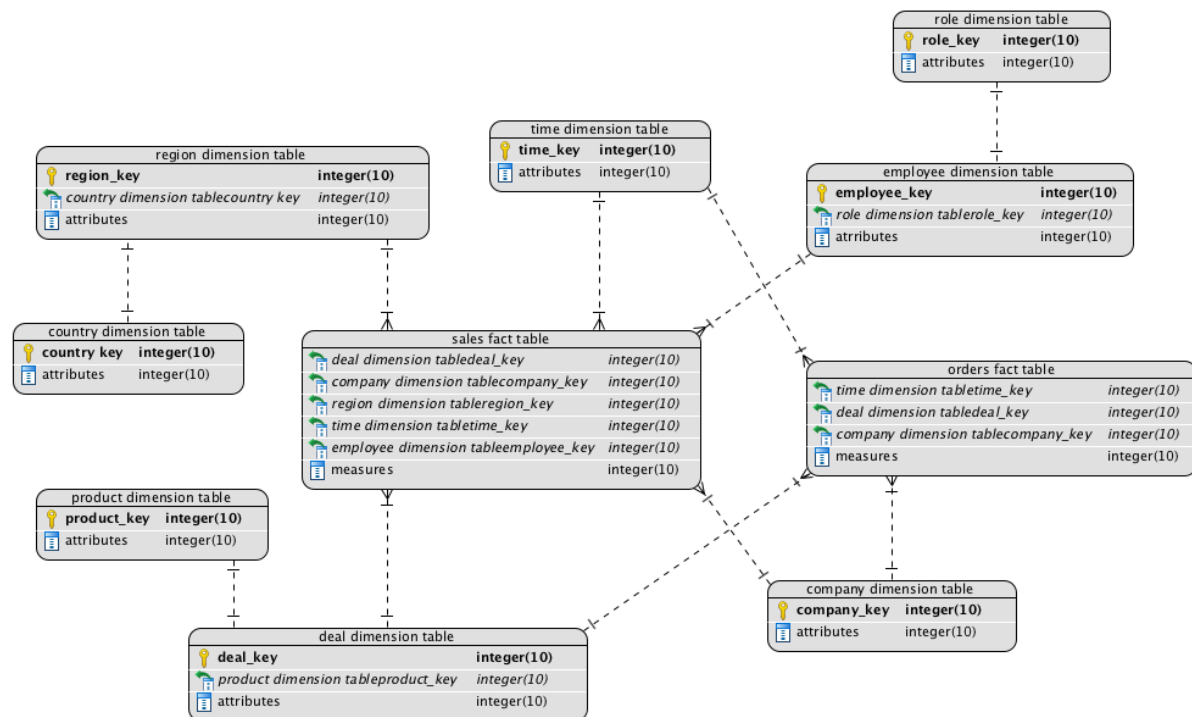 role dimension table
role_key integer(10)
attributes integer(10)
time dimension table
time_key integer(10)
attributes integer(10)
region dimension table
region_key integer(10)
country dimension tablecountry key integer(10)
attributes integer(10)
employee dimension table
employee_key integer(10)
role dimension tablerole_key integer(10)
atrributes integer(10)
country dimension table
country key integer(10)
attributes integer(10)
sales fact table
deal dimension tabledeal_key integer(10)
company dimension tablecompany_key integer(10)
region dimension tableregion_key integer(10)
time dimension tabletime_key integer(10)
employee dimension tableemployee_key integer(10)
measures integer(10)
orders fact table
time dimension tabletime_key integer(10)
deal dimension tabledeal_key integer(10)
company dimension tablecompany_key integer(10)
measures integer(10)
product dimension table
product_key integer(10)
attributes integer(10)
company dimension table
company_key integer(10)
attributes integer(10)
deal dimension table
deal_key integer(10)
product dimension tableproduct_key integer(10)
attributes integer(10)